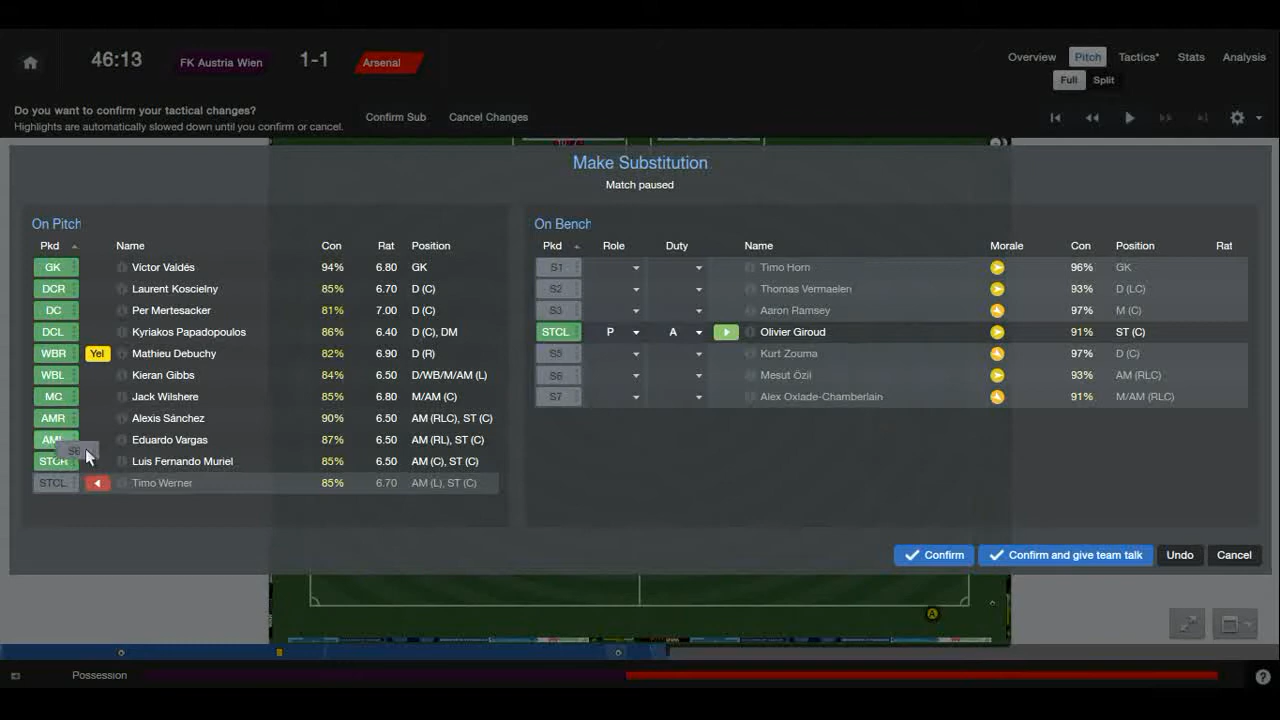 46:13 FK Austria Wien 1-1 Arsenal
Overview Pitch Tactics* Stats Analysis
Full Split
Do you want to confirm your tactical changes?
Highlights are automatically slowed down until you confirm or cancel.
Confirm Sub Cancel Changes
Make Substitution
Match paused
On Pitch
Pkd Name Con Rat Position
GK Víctor Valdés 94% 6.80 GK
DCR Laurent Koscielny 85% 6.70 D (C)
DC Per Mertesacker 81% 7.00 D (C)
DCL Kyriakos Papadopoulos 86% 6.40 D (C), DM
WBR Yel Mathieu Debuchy 82% 6.90 D (R)
WBL Kieran Gibbs 84% 6.50 D/WB/M/AM (L)
MC Jack Wilshere 85% 6.80 M/AM (C)
AMR Alexis Sánchez 90% 6.50 AM (RLC), ST (C)
AML Eduardo Vargas 87% 6.50 AM (RL), ST (C)
S6
STCR Luis Fernando Muriel 85% 6.50 AM (C), ST (C)
STCL Timo Werner 85% 6.70 AM (L), ST (C)
On Bench
Pkd Role Duty Name Morale Con Position Rat
S1 Timo Horn 96% GK
S2 Thomas Vermaelen 93% D (LC)
S3 Aaron Ramsey 97% M (C)
STCL P A Olivier Giroud 91% ST (C)
S5 Kurt Zouma 97% D (C)
S6 Mesut Özil 93% AM (RLC)
S7 Alex Oxlade-Chamberlain 91% M/AM (RLC)
Confirm Confirm and give team talk Undo Cancel
A
Possession